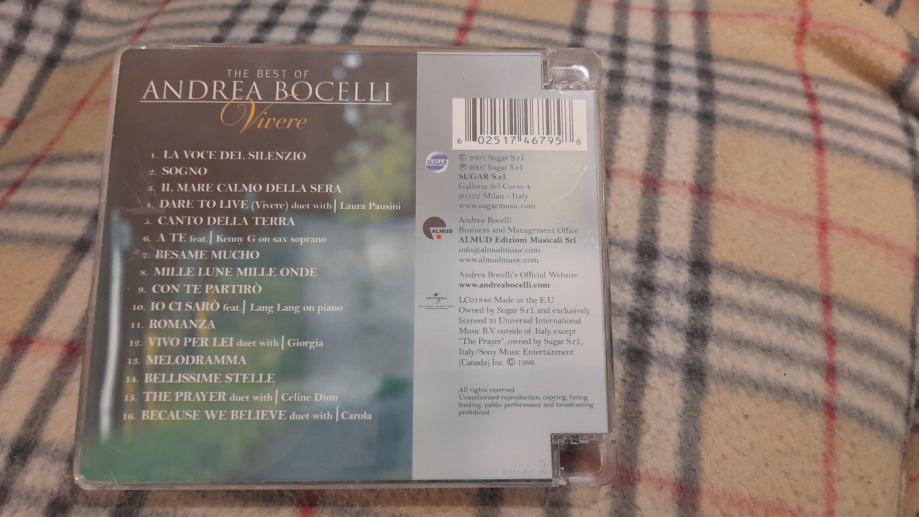 THE BEST OF
ANDREA BOCELLI
Vivere
1. LA VOCE DEL SILENZIO
2. SOGNO
3. IL MARE CALMO DELLA SERA
4. DARE TO LIVE (Vivere) duet with | Laura Pausini
5. CANTO DELLA TERRA
6. A TE feat. | Kenny G on sax soprano
7. BESAME MUCHO
8. MILLE LUNE MILLE ONDE
9. CON TE PARTIRÒ
10. IO CI SARÒ feat. | Lang Lang on piano
11. ROMANZA
12. VIVO PER LEI duet with | Giorgia
13. MELODRAMMA
14. BELLISSIME STELLE
15. THE PRAYER duet with | Céline Dion
16. BECAUSE WE BELIEVE duet with | Carola
6 02517 46795 8
SUGAR
© 2007 Sugar S.r.l.
℗ 2007 Sugar S.r.l.
SUGAR S.r.l.
Galleria del Corso 4
20122 Milan - Italy
www.sugarmusic.com
ALMUD
Andrea Bocelli
Business and Management Office
ALMUD Edizioni Musicali Srl
info@almudmusic.com
www.almudmusic.com
Andrea Bocelli's Official Website
www.andreabocelli.com
UNIVERSAL
LC01846 Made in the E.U.
Owned by Sugar S.r.l. and exclusively
licensed to Universal International
Music B.V. outside of Italy, except
"The Prayer", owned by Sugar S.r.l.,
Italy/Sony Music Entertainment
(Canada) Inc. © 1998
All rights reserved.
Unauthorised reproduction, copying, hiring,
lending, public performance and broadcasting
prohibited.